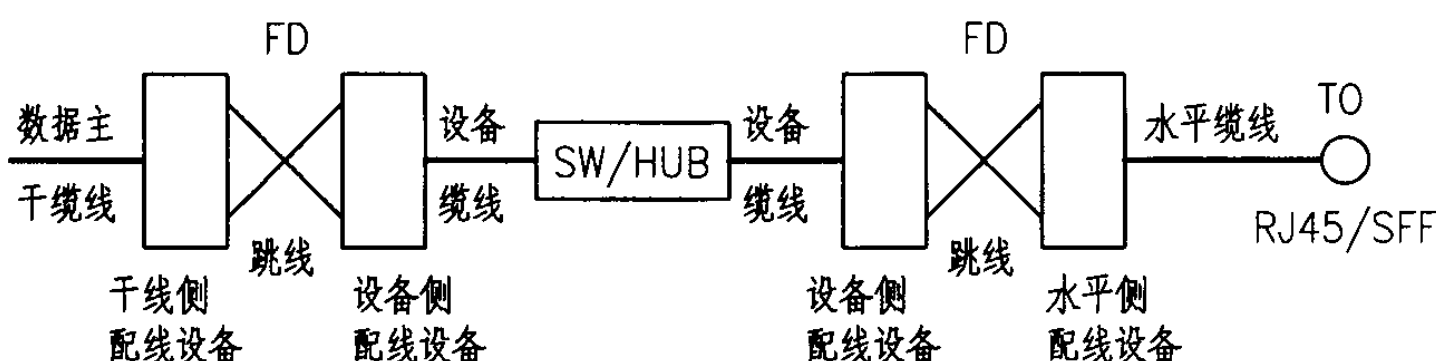 FD
FD
数据主
干缆线
设备
缆线
SW/HUB
设备
缆线
水平缆线
TO
RJ45/SFF
跳线
跳线
干线侧
配线设备
设备侧
配线设备
设备侧
配线设备
水平侧
配线设备